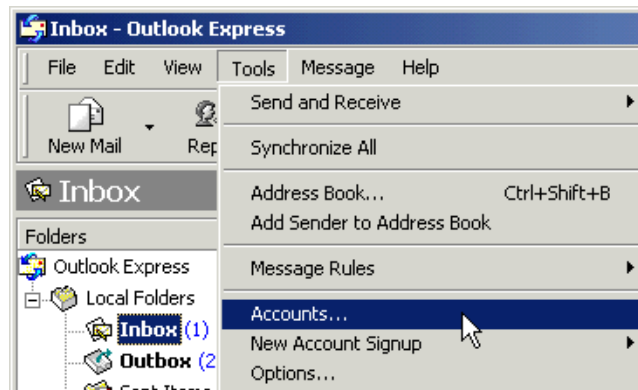 Inbox - Outlook Express
File Edit View Tools Message Help
New Mail
Send and Receive
Synchronize All
Address Book... Ctrl+Shift+B
Add Sender to Address Book
Message Rules
Accounts...
New Account Signup
Options...
Inbox
Folders
Outlook Express
Local Folders
Inbox (1)
Outbox (2